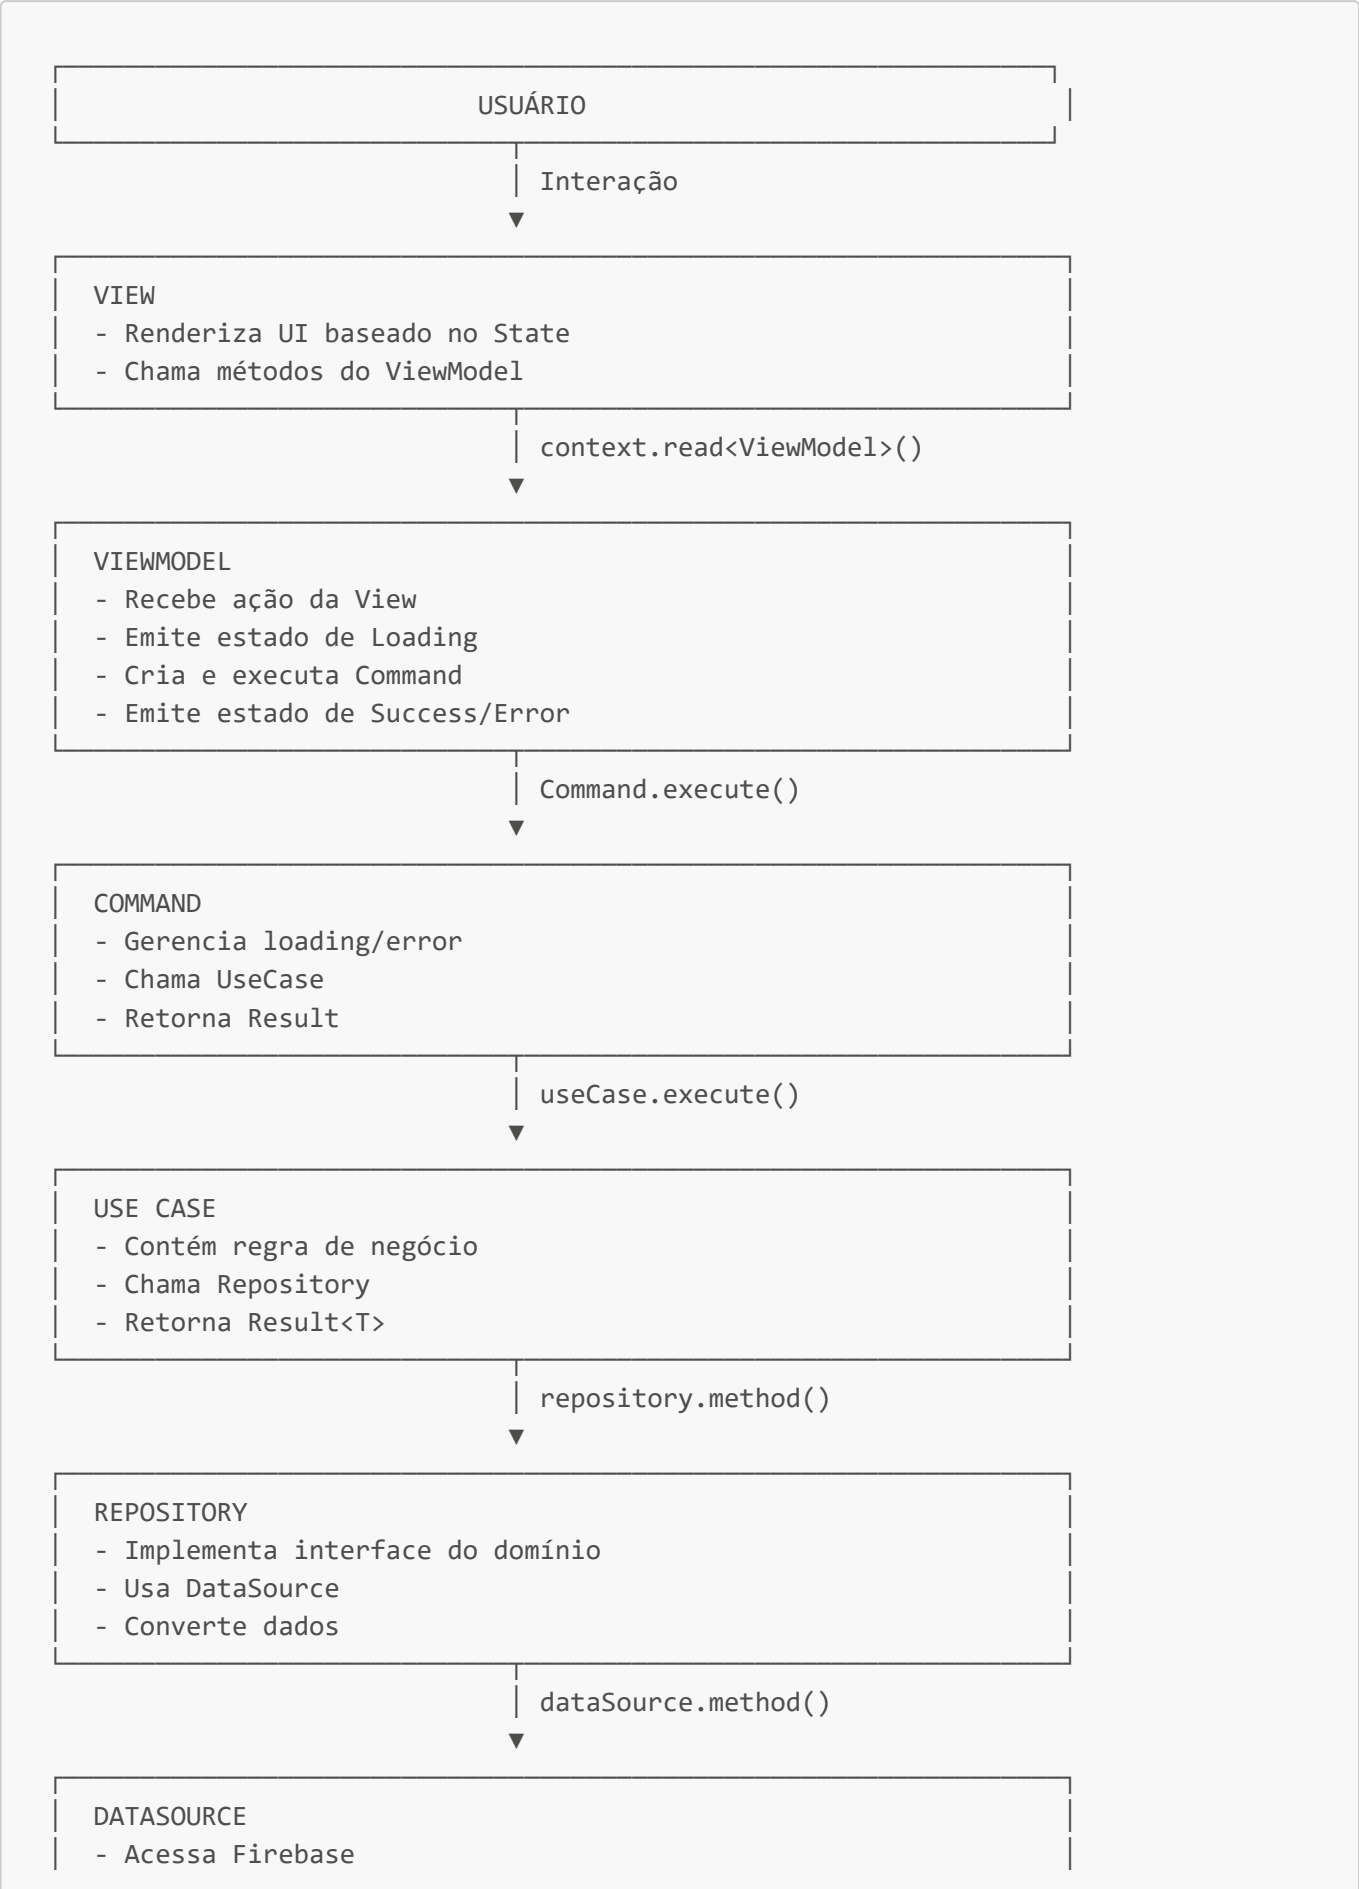 USUÁRIO
Interação
▼
VIEW
- Renderiza UI baseado no State
- Chama métodos do ViewModel
context.read<ViewModel>()
▼
VIEWMODEL
- Recebe ação da View
- Emite estado de Loading
- Cria e executa Command
- Emite estado de Success/Error
Command.execute()
▼
COMMAND
- Gerencia loading/error
- Chama UseCase
- Retorna Result
useCase.execute()
▼
USE CASE
- Contém regra de negócio
- Chama Repository
- Retorna Result<T>
repository.method()
▼
REPOSITORY
- Implementa interface do domínio
- Usa DataSource
- Converte dados
dataSource.method()
▼
DATASOURCE
- Acessa Firebase